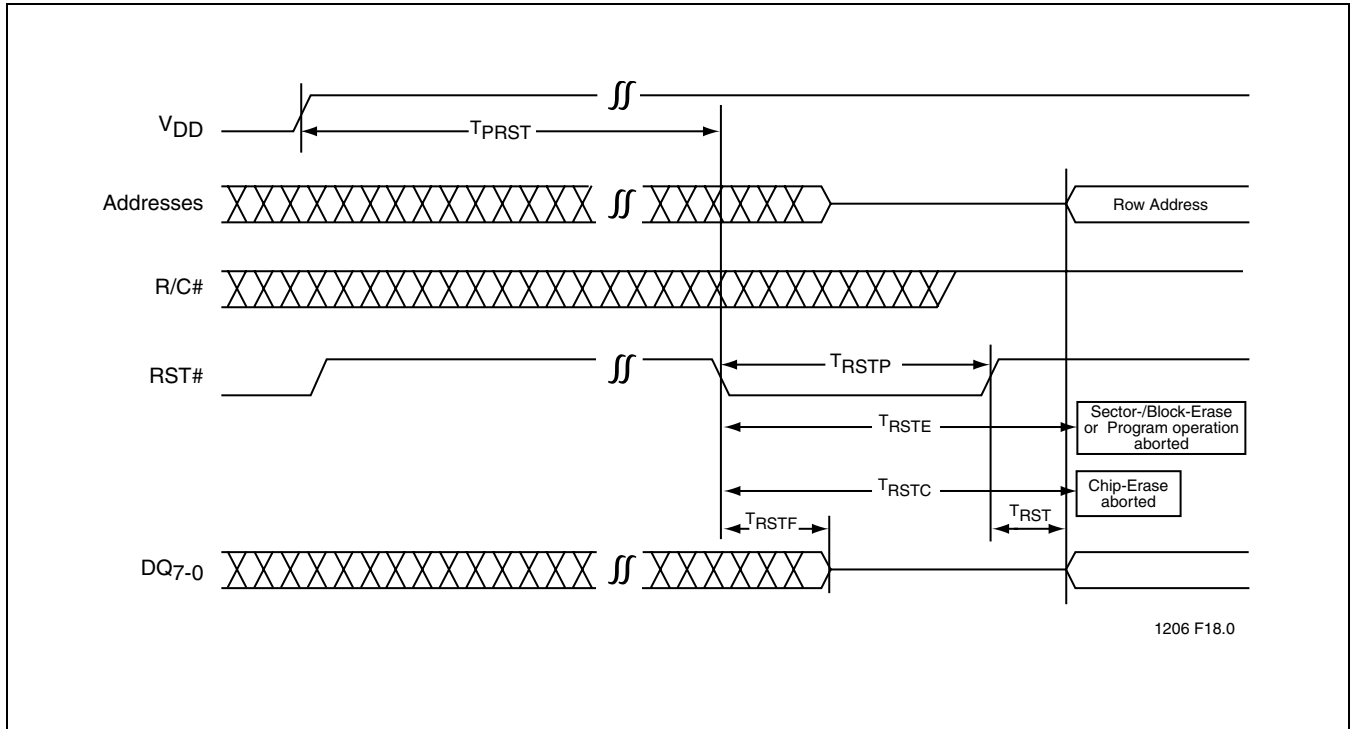 VDD
TPRST
Addresses
Row Address
R/C#
RST#
TRSTP
TRSTE
Sector-/Block-Erase
or Program operation
aborted
TRSTC
Chip-Erase
aborted
TRSTF
TRST
DQ7-0
1206 F18.0